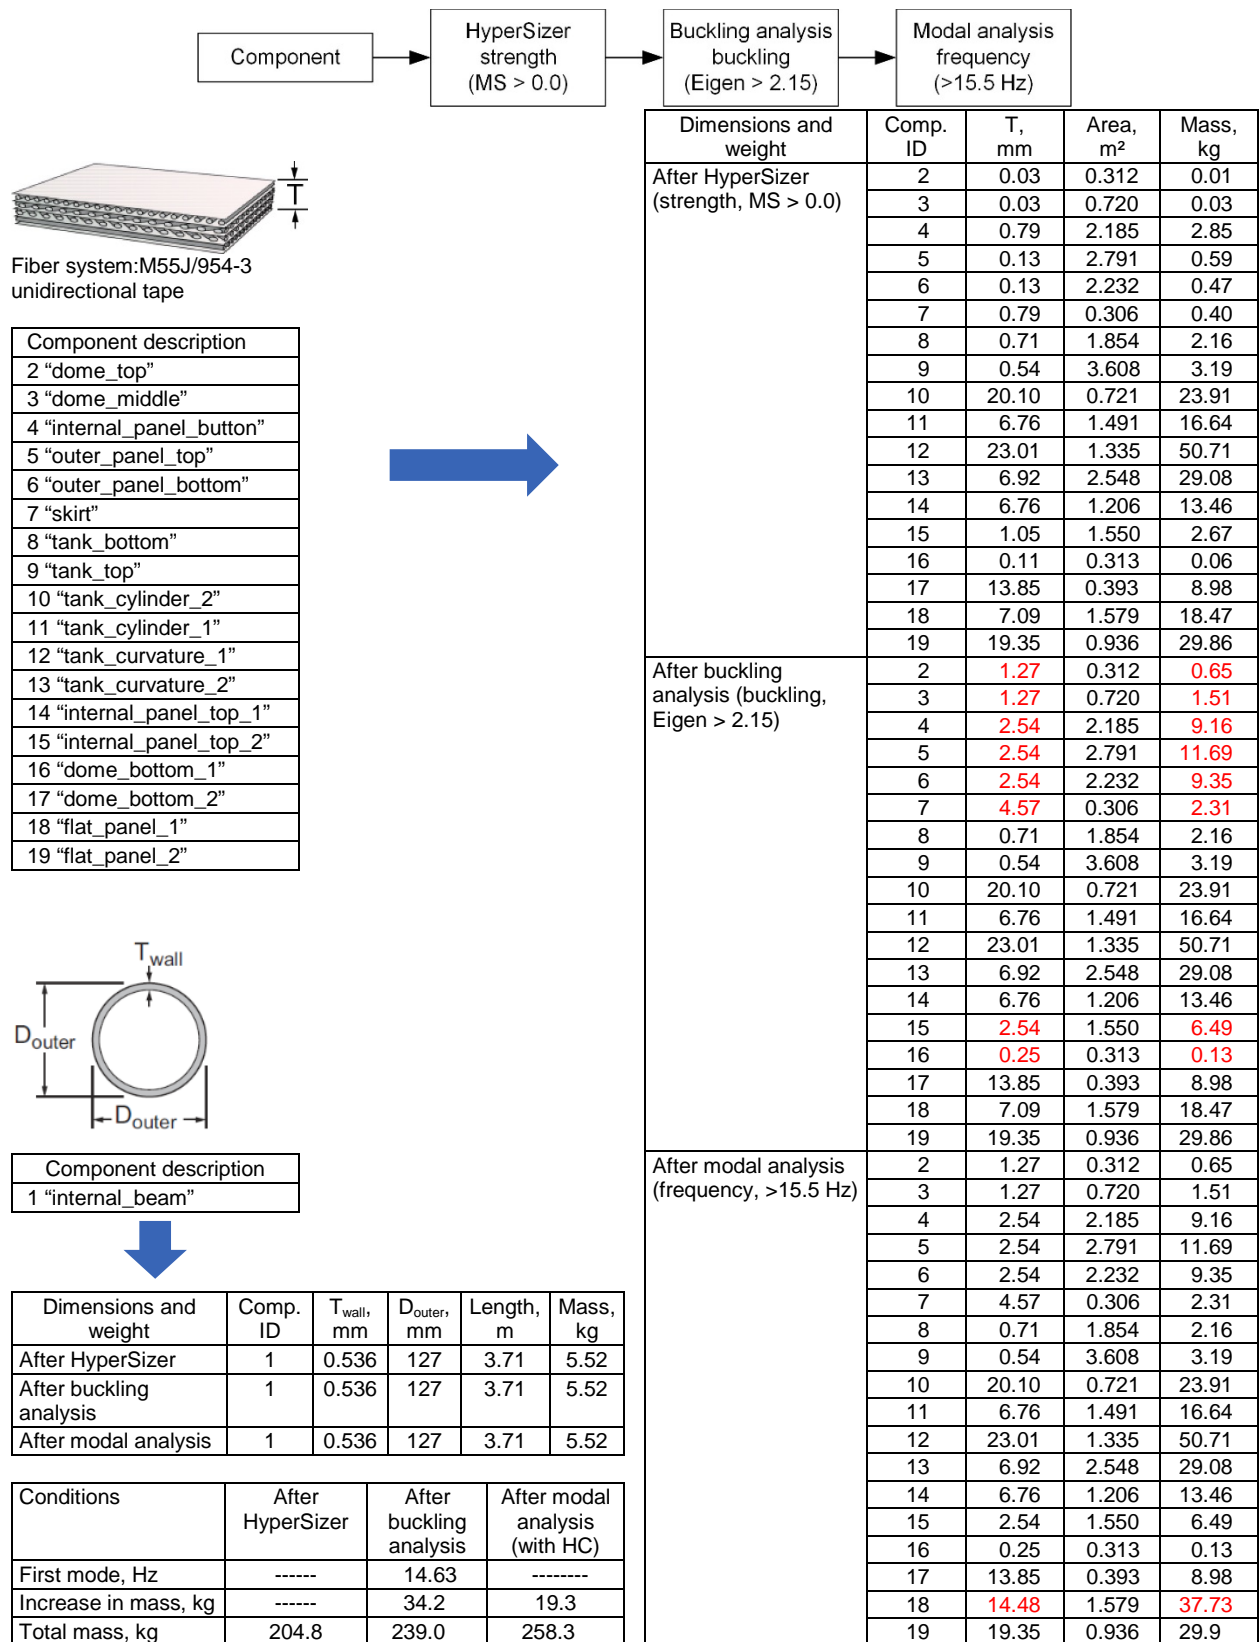 Component
HyperSizer
strength
(MS > 0.0)
Buckling analysis
buckling
(Eigen > 2.15)
Modal analysis
frequency
(>15.5 Hz)
T
Fiber system:M55J/954-3
unidirectional tape
Component description
2 “dome_top”
3 “dome_middle”
4 “internal_panel_button”
5 “outer_panel_top”
6 “outer_panel_bottom”
7 “skirt”
8 “tank_bottom”
9 “tank_top”
10 “tank_cylinder_2”
11 “tank_cylinder_1”
12 “tank_curvature_1”
13 “tank_curvature_2”
14 “internal_panel_top_1”
15 “internal_panel_top_2”
16 “dome_bottom_1”
17 “dome_bottom_2”
18 “flat_panel_1”
19 “flat_panel_2”
Twall
Douter
Douter
Component description
1 “internal_beam”
Dimensions and weight Comp. ID Twall, mm Douter, mm Length, m Mass, kg
After HyperSizer 1 0.536 127 3.71 5.52
After buckling analysis 1 0.536 127 3.71 5.52
After modal analysis 1 0.536 127 3.71 5.52
Conditions After HyperSizer After buckling analysis After modal analysis (with HC)
First mode, Hz ------ 14.63 --------
Increase in mass, kg ------ 34.2 19.3
Total mass, kg 204.8 239.0 258.3
Dimensions and weight Comp. ID T, mm Area, m² Mass, kg
After HyperSizer (strength, MS > 0.0)
2 0.03 0.312 0.01
3 0.03 0.720 0.03
4 0.79 2.185 2.85
5 0.13 2.791 0.59
6 0.13 2.232 0.47
7 0.79 0.306 0.40
8 0.71 1.854 2.16
9 0.54 3.608 3.19
10 20.10 0.721 23.91
11 6.76 1.491 16.64
12 23.01 1.335 50.71
13 6.92 2.548 29.08
14 6.76 1.206 13.46
15 1.05 1.550 2.67
16 0.11 0.313 0.06
17 13.85 0.393 8.98
18 7.09 1.579 18.47
19 19.35 0.936 29.86
After buckling analysis (buckling, Eigen > 2.15)
2 1.27 0.312 0.65
3 1.27 0.720 1.51
4 2.54 2.185 9.16
5 2.54 2.791 11.69
6 2.54 2.232 9.35
7 4.57 0.306 2.31
8 0.71 1.854 2.16
9 0.54 3.608 3.19
10 20.10 0.721 23.91
11 6.76 1.491 16.64
12 23.01 1.335 50.71
13 6.92 2.548 29.08
14 6.76 1.206 13.46
15 2.54 1.550 6.49
16 0.25 0.313 0.13
17 13.85 0.393 8.98
18 7.09 1.579 18.47
19 19.35 0.936 29.86
After modal analysis (frequency, >15.5 Hz)
2 1.27 0.312 0.65
3 1.27 0.720 1.51
4 2.54 2.185 9.16
5 2.54 2.791 11.69
6 2.54 2.232 9.35
7 4.57 0.306 2.31
8 0.71 1.854 2.16
9 0.54 3.608 3.19
10 20.10 0.721 23.91
11 6.76 1.491 16.64
12 23.01 1.335 50.71
13 6.92 2.548 29.08
14 6.76 1.206 13.46
15 2.54 1.550 6.49
16 0.25 0.313 0.13
17 13.85 0.393 8.98
18 14.48 1.579 37.73
19 19.35 0.936 29.9